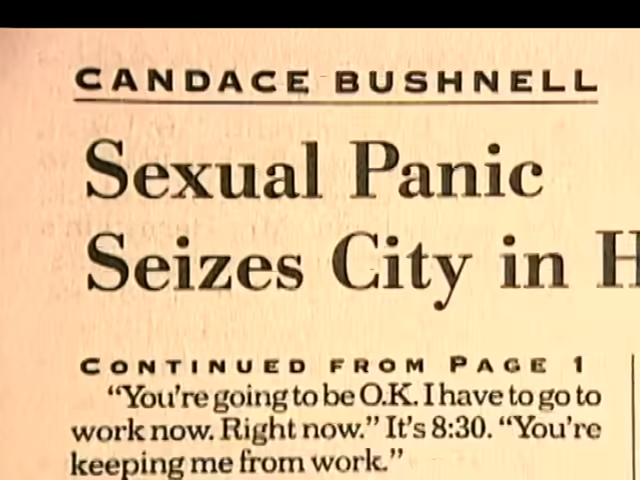 CANDACE BUSHNELL
Sexual Panic
Seizes City in H
CONTINUED FROM PAGE 1
"You're going to be O.K. I have to go to
work now. Right now." It's 8:30. "You're
keeping me from work."